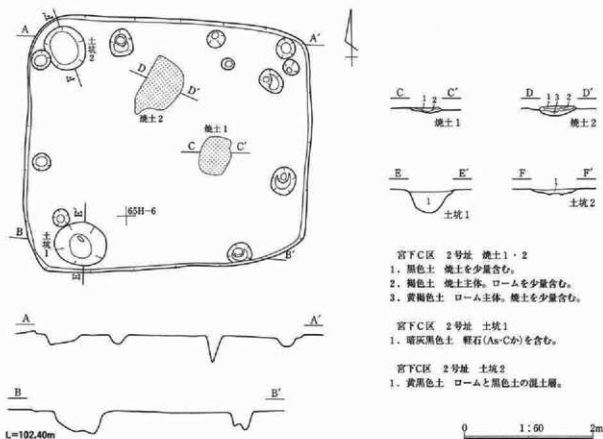 A
F
土坑2
F'
A'
D
D'
焼土2
焼土1
C
C'
E
65H-6
土坑1
E'
B
B'
A
A'
B
B'
L=102.40m
C
1 2
C'
焼土1
D
1 3 2
D'
焼土2
E
1
E'
土坑1
F
1
F'
土坑2
宮下C区 2号址 焼土1・2
1、黒色土 焼土を少量含む。
2、褐色土 焼土主体。ロームを少量含む。
3、黄褐色土 ローム主体。焼土を少量含む。
宮下C区 2号址 土坑1
1、暗灰黒色土 軽石(As-Cか)を含む。
宮下C区 2号址 土坑2
1、黄黒色土 ロームと黒色土の混土層。
0 1:60 2m